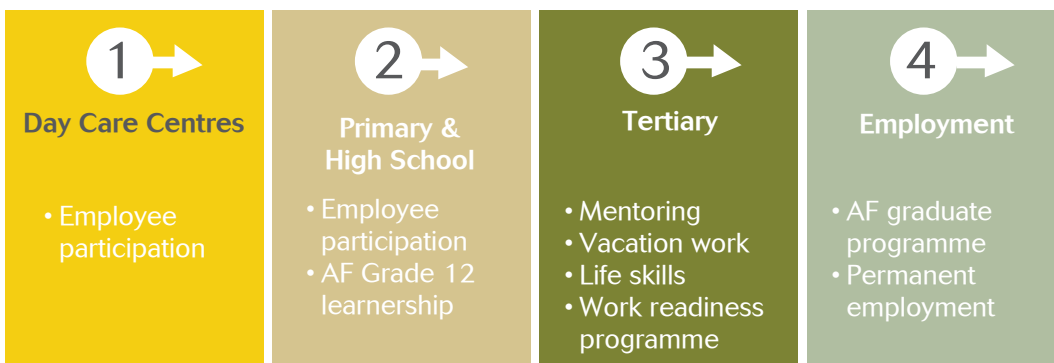 1
Day Care Centres
• Employee
participation
2
Primary &
High School
• Employee
participation
• AF Grade 12
learnership
3
Tertiary
• Mentoring
• Vacation work
• Life skills
• Work readiness
programme
4
Employment
• AF graduate
programme
• Permanent
employment